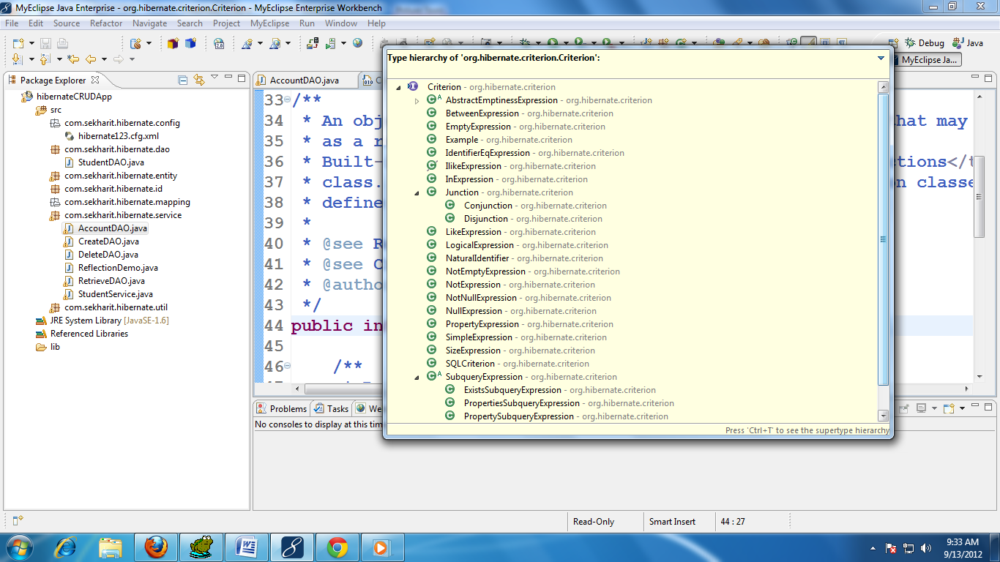 MyEclipse Java Enterprise - org.hibernate.criterion.Criterion - MyEclipse Enterprise Workbench
File Edit Source Refactor Navigate Search Project MyEclipse Run Window Help
Debug Java
MyEclipse Ja...
Package Explorer
hibernateCRUDApp
src
com.sekharit.hibernate.config
hibernate123.cfg.xml
com.sekharit.hibernate.dao
StudentDAO.java
com.sekharit.hibernate.entity
com.sekharit.hibernate.id
com.sekharit.hibernate.mapping
com.sekharit.hibernate.service
AccountDAO.java
CreateDAO.java
DeleteDAO.java
ReflectionDemo.java
RetrieveDAO.java
StudentService.java
com.sekharit.hibernate.util
JRE System Library [JavaSE-1.6]
Referenced Libraries
lib
AccountDAO.java
33 /**
34 * An obj hat may
35 * as a r
36 * Built- ctions</t
37 * class. on classe
38 * define
39 *
40 * @see R
41 * @see C
42 * @autho
43 */
44 public in
45
46 /**
Type hierarchy of 'org.hibernate.criterion.Criterion':
Criterion - org.hibernate.criterion
AbstractEmptinessExpression - org.hibernate.criterion
BetweenExpression - org.hibernate.criterion
EmptyExpression - org.hibernate.criterion
Example - org.hibernate.criterion
IdentifierEqExpression - org.hibernate.criterion
IlikeExpression - org.hibernate.criterion
InExpression - org.hibernate.criterion
Junction - org.hibernate.criterion
Conjunction - org.hibernate.criterion
Disjunction - org.hibernate.criterion
LikeExpression - org.hibernate.criterion
LogicalExpression - org.hibernate.criterion
NaturalIdentifier - org.hibernate.criterion
NotEmptyExpression - org.hibernate.criterion
NotExpression - org.hibernate.criterion
NotNullExpression - org.hibernate.criterion
NullExpression - org.hibernate.criterion
PropertyExpression - org.hibernate.criterion
SimpleExpression - org.hibernate.criterion
SizeExpression - org.hibernate.criterion
SQLCriterion - org.hibernate.criterion
SubqueryExpression - org.hibernate.criterion
ExistsSubqueryExpression - org.hibernate.criterion
PropertiesSubqueryExpression - org.hibernate.criterion
PropertySubqueryExpression - org.hibernate.criterion
Press 'Ctrl+T' to see the supertype hierarchy
Problems Tasks We
No consoles to display at this tim
Read-Only Smart Insert 44 : 27
9:33 AM
9/13/2012